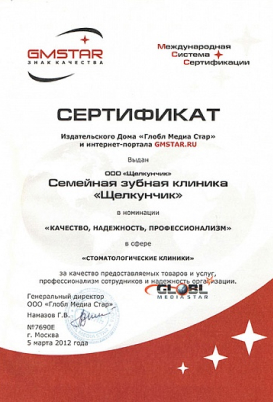 GMSTAR
ЗНАК КАЧЕСТВА
Международная
Система
Сертификации
СЕРТИФИКАТ
Издательского Дома «Глобл Медиа Стар»
и интернет-портала GMSTAR.RU
Выдан
ООО «Щелкунчик»
Семейная зубная клиника
«Щелкунчик»
в номинации
«КАЧЕСТВО, НАДЕЖНОСТЬ, ПРОФЕССИОНАЛИЗМ»
в сфере
«СТОМАТОЛОГИЧЕСКИЕ КЛИНИКИ»
за качество предоставляемых товаров и услуг,
профессионализм сотрудников и надежность организации.
Генеральный директор
ООО «Глобл Медиа Стар»
Намазов Г.В.
GLOBL
MEDIA STAR
№7690E
г. Москва
5 марта 2012 года